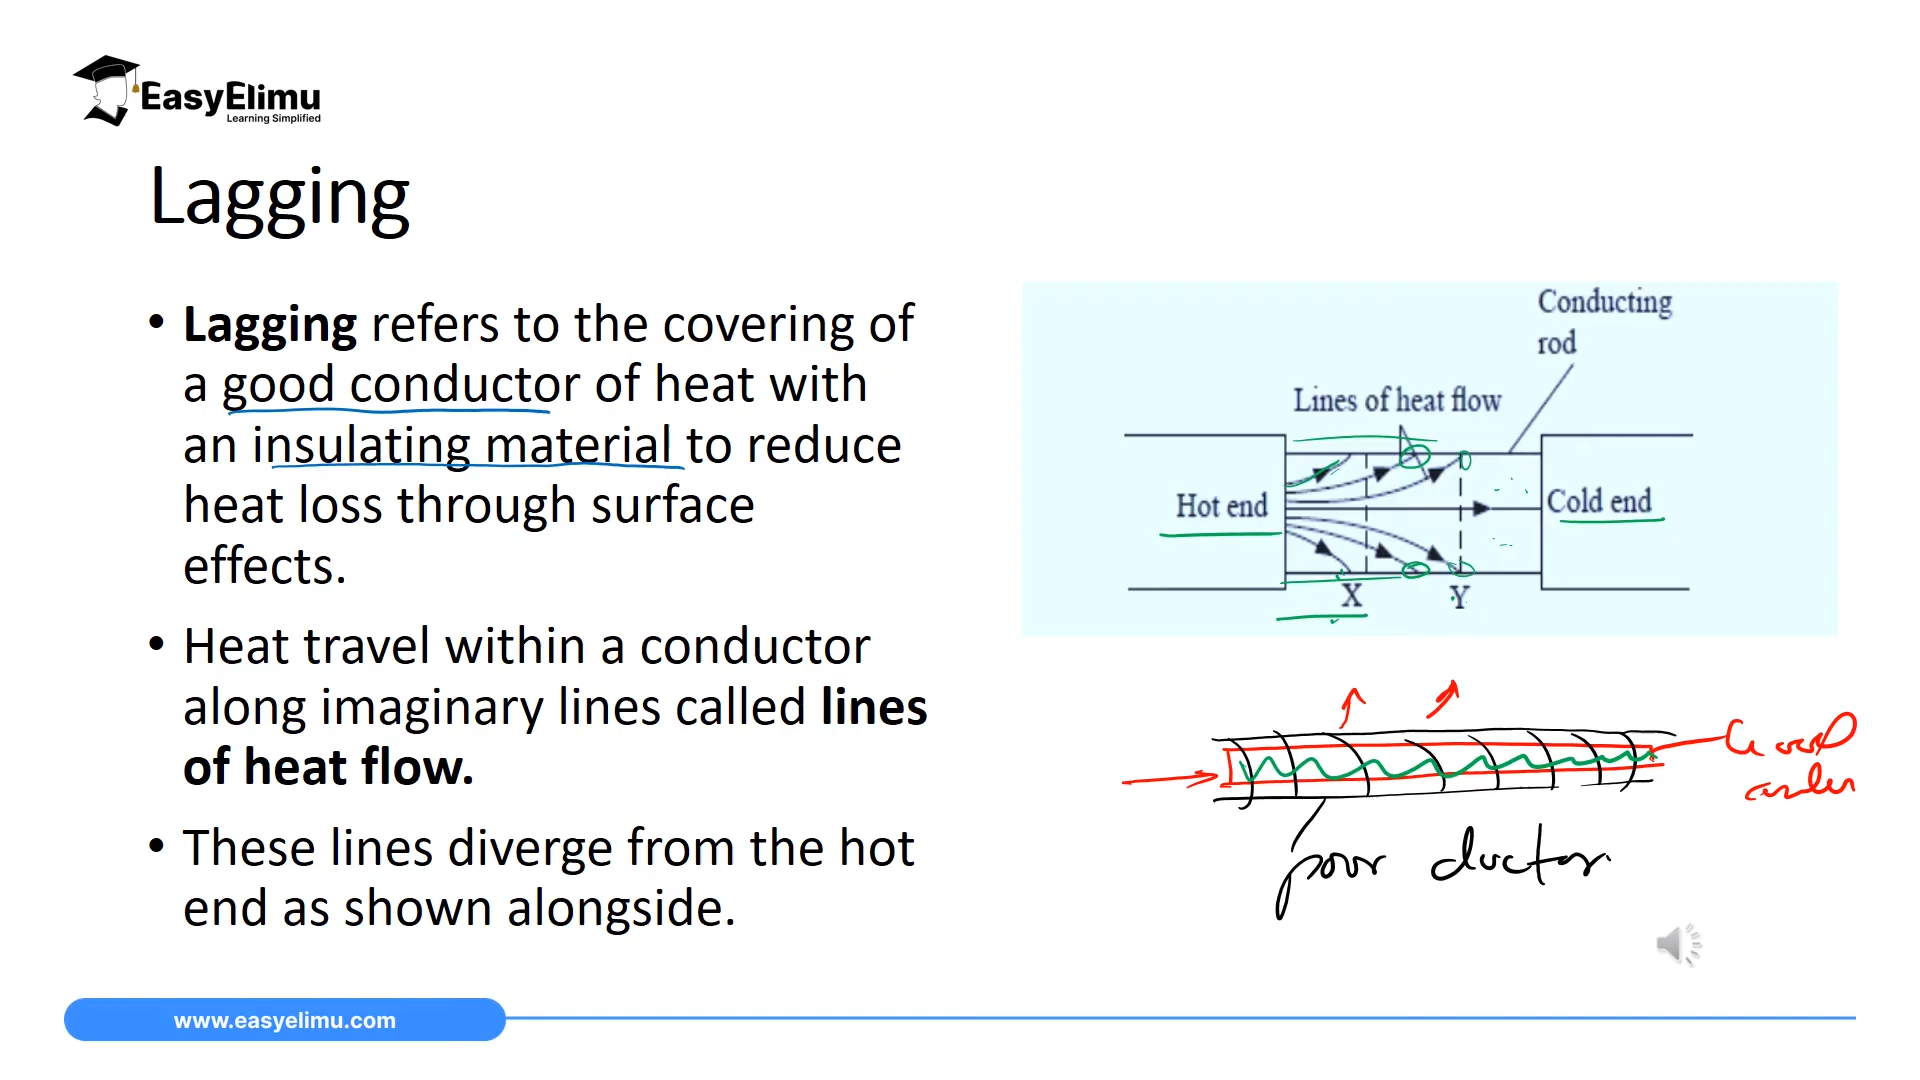 EasyElimu
Learning Simplified
Lagging
• Lagging refers to the covering of
a good conductor of heat with
an insulating material to reduce
heat loss through surface
effects.
• Heat travel within a conductor
along imaginary lines called lines
of heat flow.
• These lines diverge from the hot
end as shown alongside.
Conducting
rod
Lines of heat flow
Hot end
Cold end
X
Y
Good
poor ductor
www.easyelimu.com